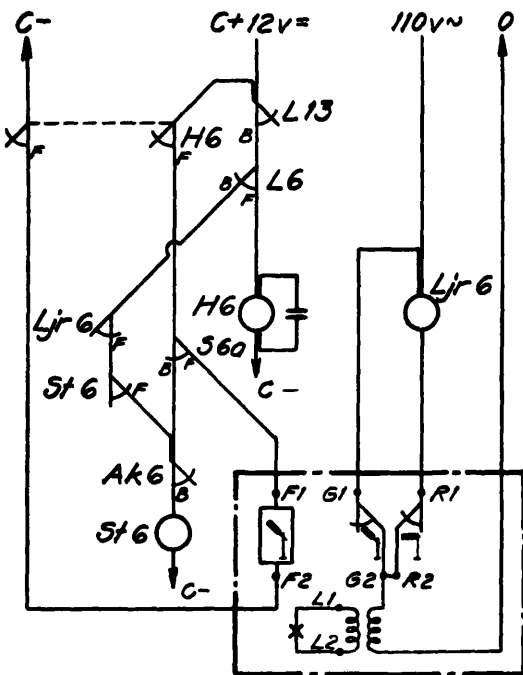 C- C+12v= 110v~ 0
L13
F H6 B
F B L6
F
Ljr 6 H6 Ljr 6
F S6a
St 6 F B F C-
Ak6 F1 G1 R1
B
St 6
F2 G2 R2
C- L1
L2